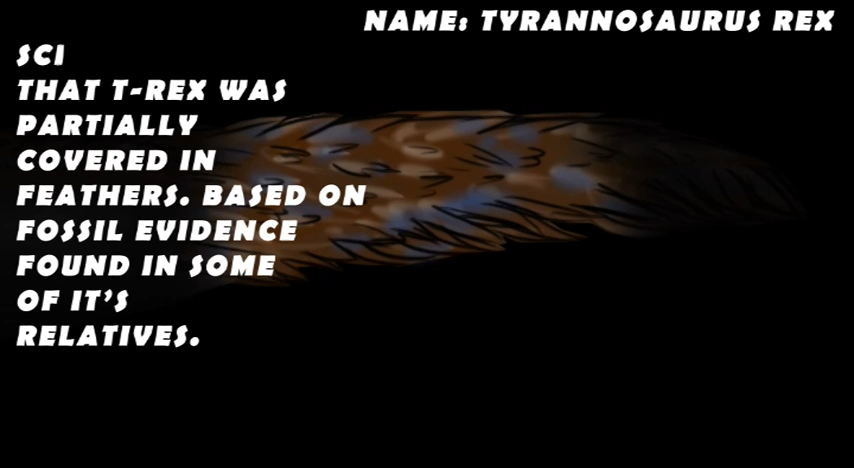 NAME: TYRANNOSAURUS REX
SCI
THAT T-REX WAS
PARTIALLY
COVERED IN
FEATHERS. BASED ON
FOSSIL EVIDENCE
FOUND IN SOME
OF IT'S
RELATIVES.